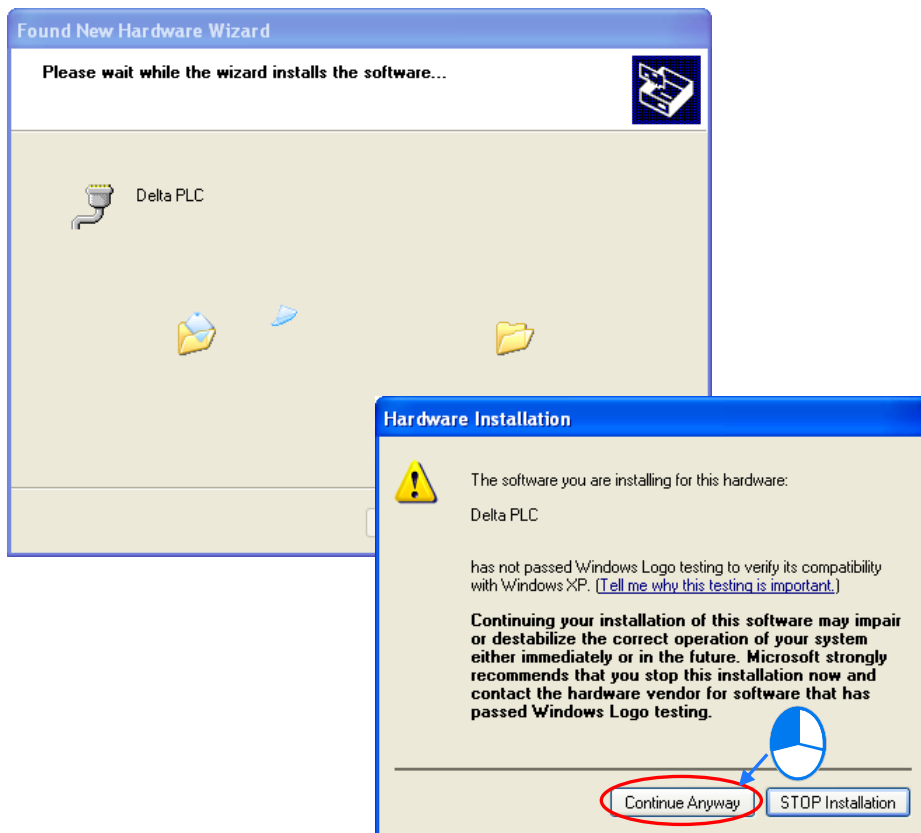 Found New Hardware Wizard
Please wait while the wizard installs the software...
Delta PLC
Hardware Installation
The software you are installing for this hardware:
Delta PLC
has not passed Windows Logo testing to verify its compatibility
with Windows XP. (Tell me why this testing is important.)
Continuing your installation of this software may impair
or destabilize the correct operation of your system
either immediately or in the future. Microsoft strongly
recommends that you stop this installation now and
contact the hardware vendor for software that has
passed Windows Logo testing.
Continue Anyway
STOP Installation